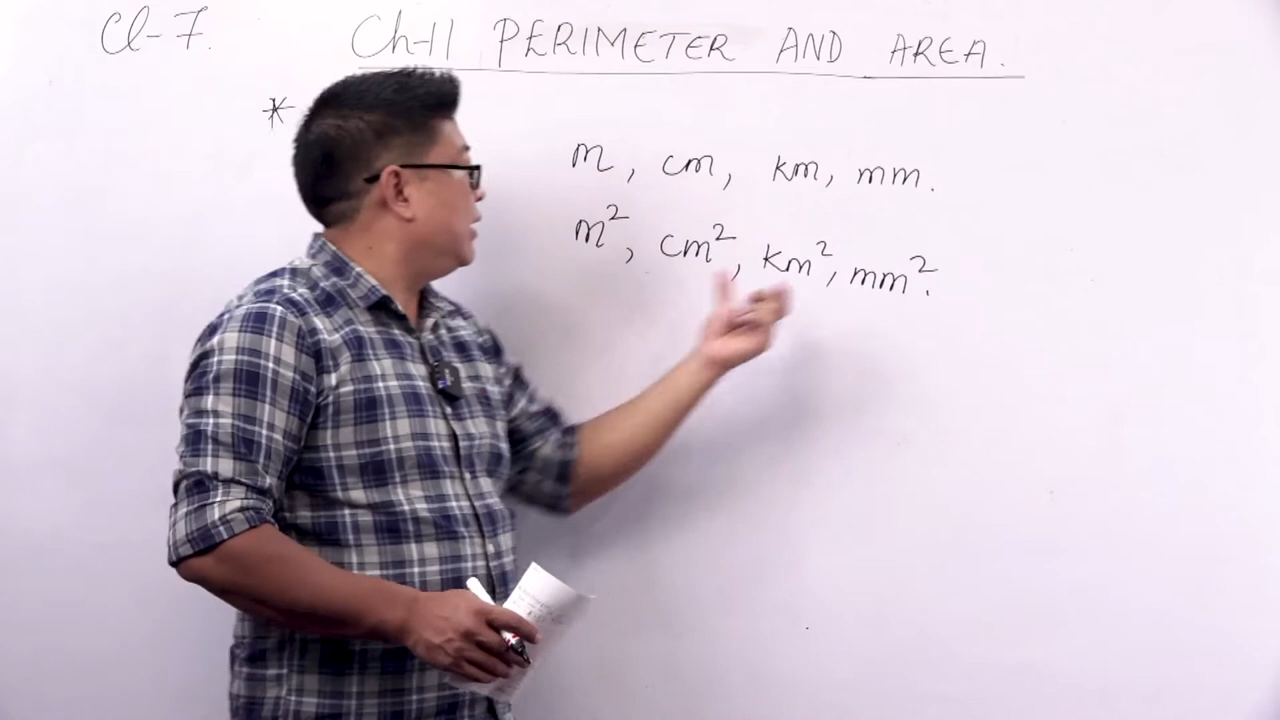 Cl-7.
Ch-11 PERIMETER AND AREA.
*
m, cm, km, mm.
m², cm², km², mm².